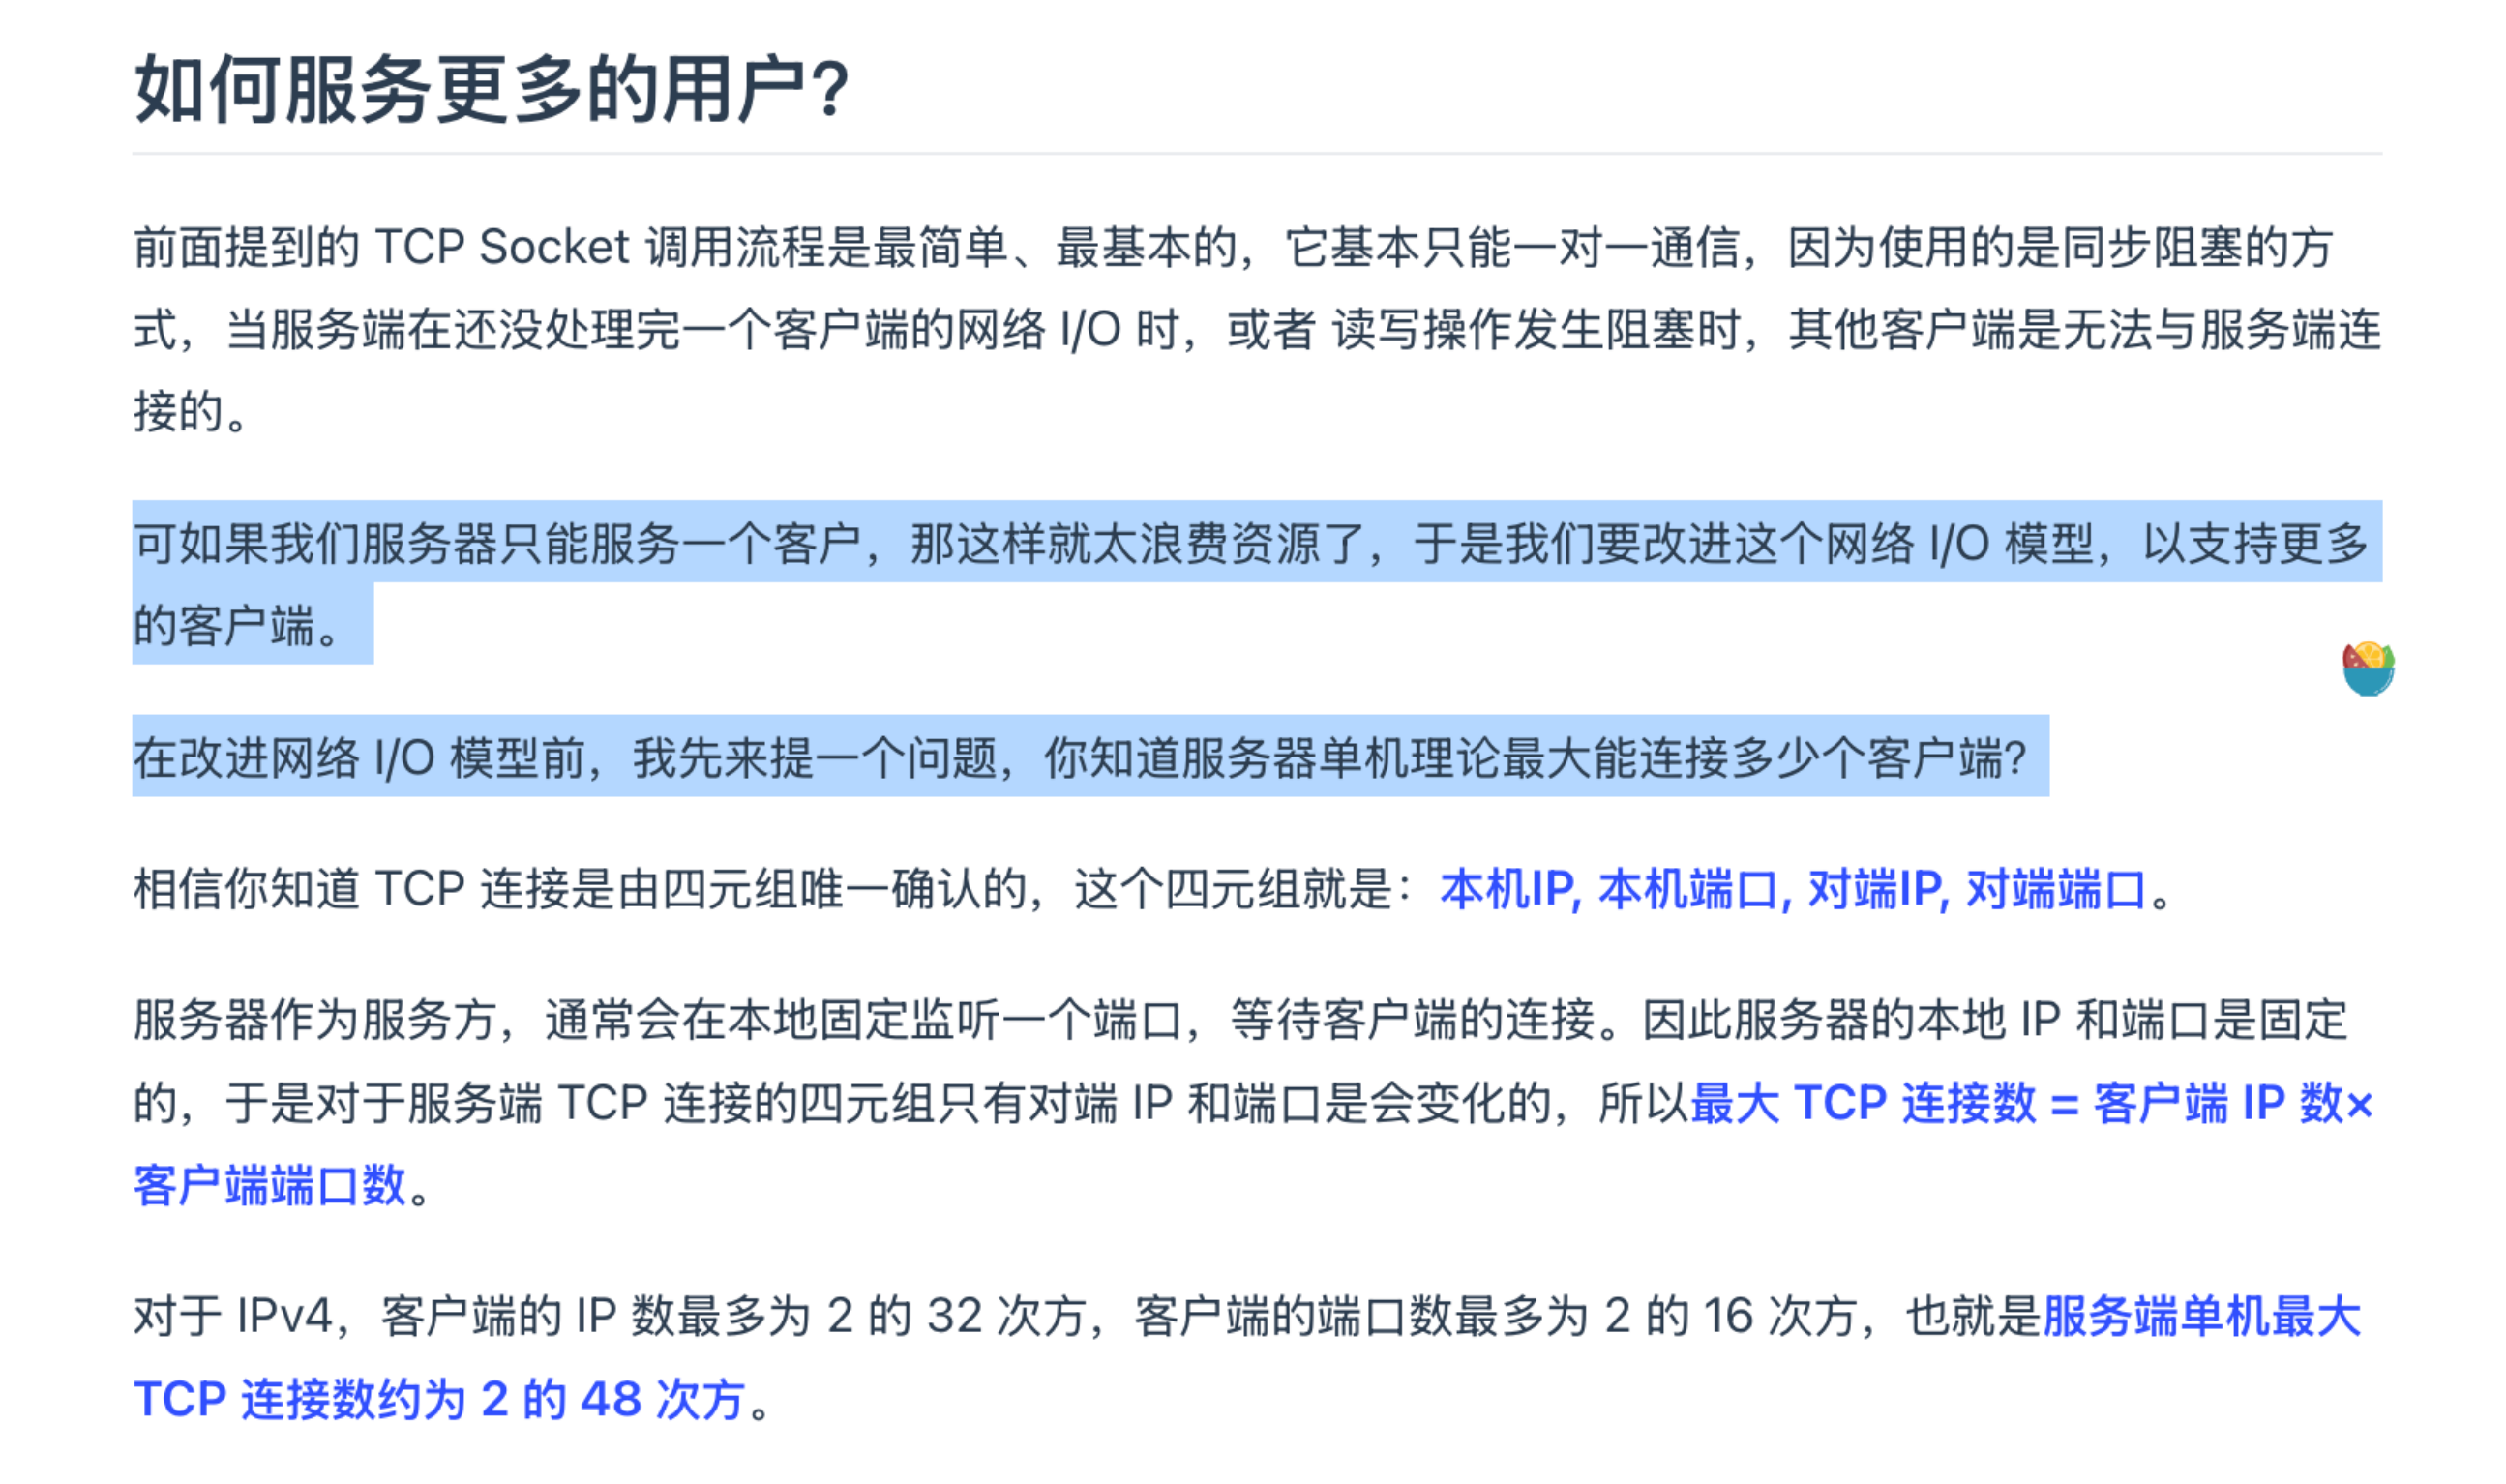 如何服务更多的用户?
前面提到的 TCP Socket 调用流程是最简单、最基本的，它基本只能一对一通信，因为使用的是同步阻塞的方
式，当服务端在还没处理完一个客户端的网络 I/O 时，或者 读写操作发生阻塞时，其他客户端是无法与服务端连
接的。
可如果我们服务器只能服务一个客户，那这样就太浪费资源了，于是我们要改进这个网络 I/O 模型，以支持更多
的客户端。
在改进网络 I/O 模型前，我先来提一个问题，你知道服务器单机理论最大能连接多少个客户端?
相信你知道 TCP 连接是由四元组唯一确认的，这个四元组就是：本机IP, 本机端口, 对端IP, 对端端口。
服务器作为服务方，通常会在本地固定监听一个端口，等待客户端的连接。因此服务器的本地 IP 和端口是固定
的，于是对于服务端 TCP 连接的四元组只有对端 IP 和端口是会变化的，所以最大 TCP 连接数 = 客户端 IP 数×
客户端端口数。
对于 IPv4，客户端的 IP 数最多为 2 的 32 次方，客户端的端口数最多为 2 的 16 次方，也就是服务端单机最大
TCP 连接数约为 2 的 48 次方。